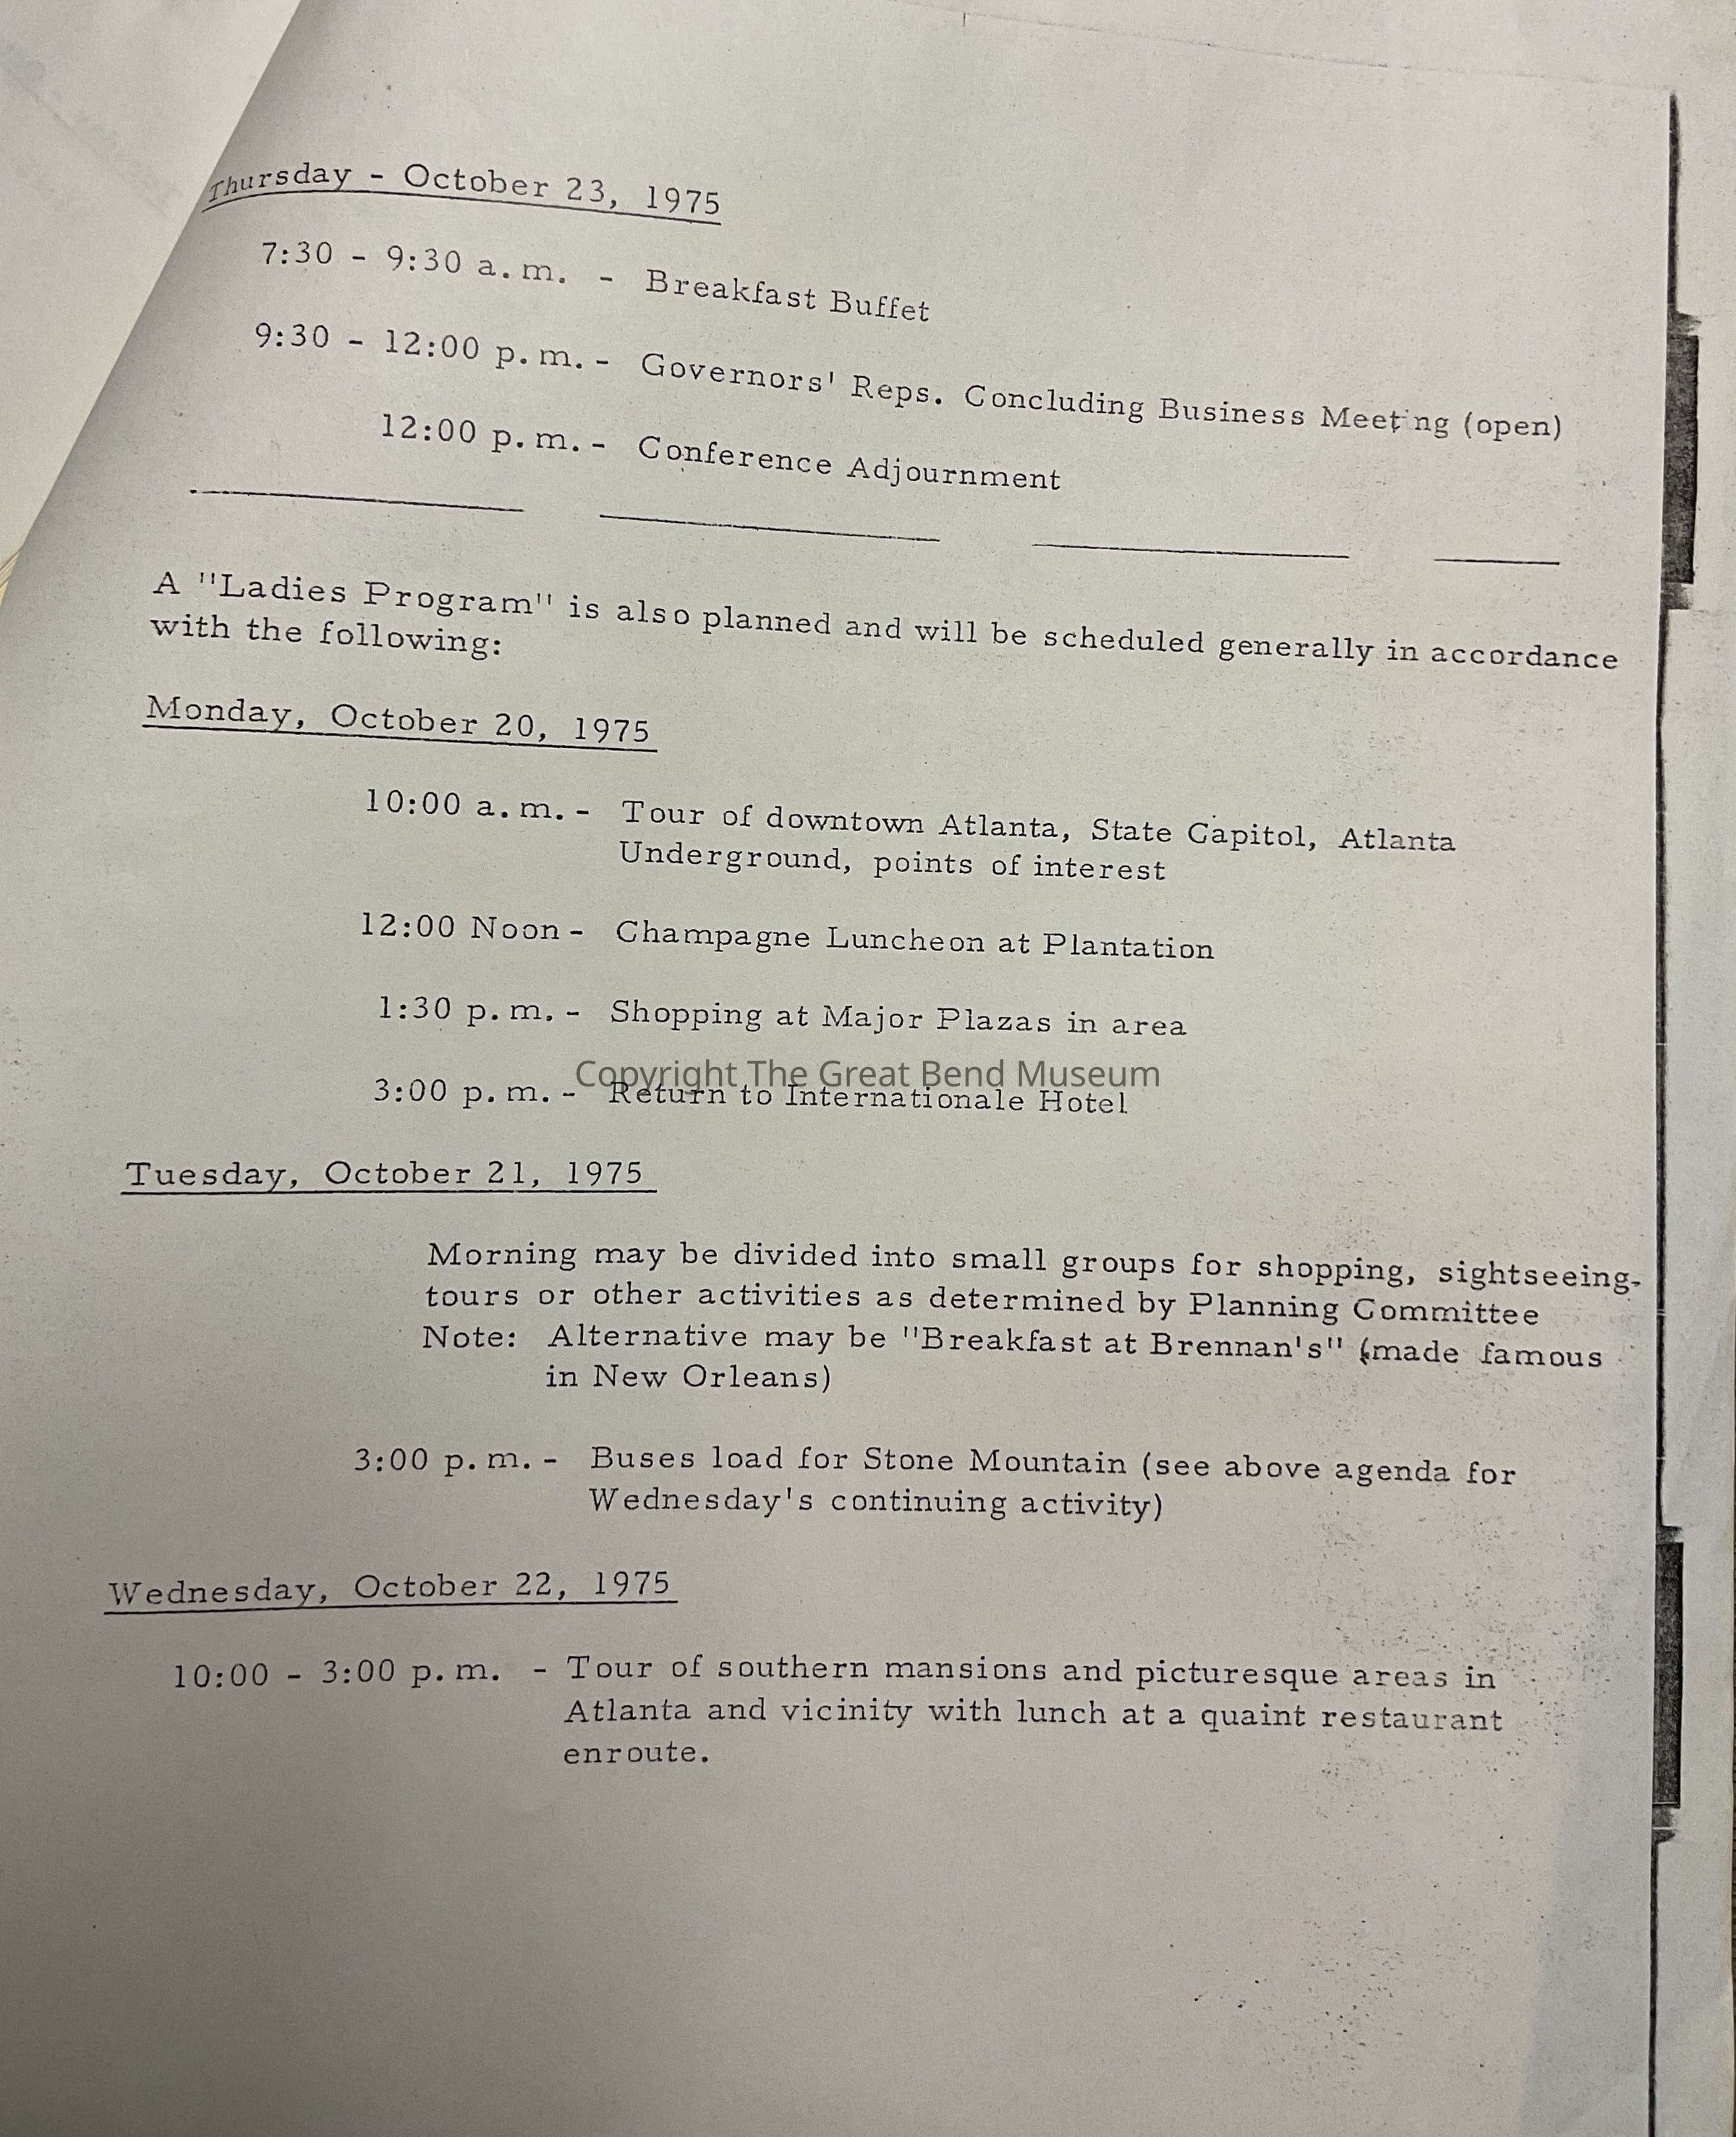 Thursday - October 23, 1975
7:30 - 9:30 a.m. - Breakfast Buffet
9:30 - 12:00 p.m. - Governors' Reps. Concluding Business Meeting (open)
12:00 p.m. - Conference Adjournment
A "Ladies Program" is also planned and will be scheduled generally in accordance
with the following:
Monday, October 20, 1975
10:00 a.m. - Tour of downtown Atlanta, State Capitol, Atlanta
Underground, points of interest
12:00 Noon - Champagne Luncheon at Plantation
1:30 p.m. - Shopping at Major Plazas in area
Copyright The Great Bend Museum
3:00 p.m. - Return to Internationale Hotel
Tuesday, October 21, 1975
Morning may be divided into small groups for shopping, sightseeing-
tours or other activities as determined by Planning Committee
Note: Alternative may be "Breakfast at Brennan's" (made famous
in New Orleans)
3:00 p.m. - Buses load for Stone Mountain (see above agenda for
Wednesday's continuing activity)
Wednesday, October 22, 1975
10:00 - 3:00 p.m. - Tour of southern mansions and picturesque areas in
Atlanta and vicinity with lunch at a quaint restaurant
enroute.